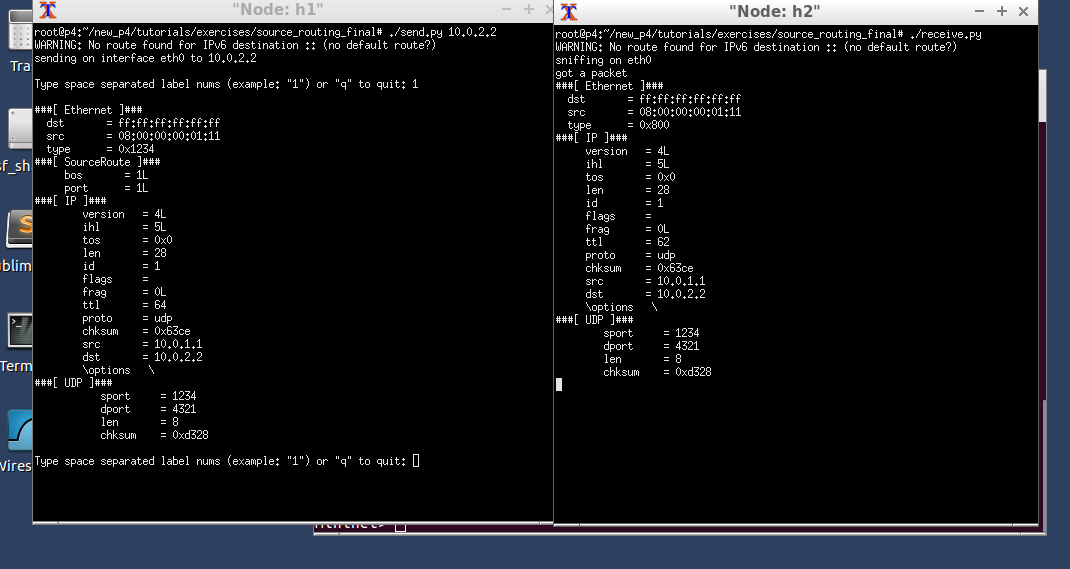 "Node: h1"
root@p4:~/new_p4/tutorials/exercises/source_routing_final# ./send.py 10.0.2.2
WARNING: No route found for IPv6 destination :: (no default route?)
sending on interface eth0 to 10.0.2.2
Type space separated label nums (example: "1") or "q" to quit: 1
###[ Ethernet ]###
dst = ff:ff:ff:ff:ff:ff
src = 08:00:00:00:01:11
type = 0x1234
###[ SourceRoute ]###
bos = 1L
port = 1L
###[ IP ]###
version = 4L
ihl = 5L
tos = 0x0
len = 28
id = 1
flags =
frag = 0L
ttl = 64
proto = udp
chksum = 0x63ce
src = 10.0.1.1
dst = 10.0.2.2
\options \
###[ UDP ]###
sport = 1234
dport = 4321
len = 8
chksum = 0xd328
Type space separated label nums (example: "1") or "q" to quit:
"Node: h2"
root@p4:~/new_p4/tutorials/exercises/source_routing_final# ./receive.py
WARNING: No route found for IPv6 destination :: (no default route?)
sniffing on eth0
got a packet
###[ Ethernet ]###
dst = ff:ff:ff:ff:ff:ff
src = 08:00:00:00:01:11
type = 0x800
###[ IP ]###
version = 4L
ihl = 5L
tos = 0x0
len = 28
id = 1
flags =
frag = 0L
ttl = 62
proto = udp
chksum = 0x63ce
src = 10.0.1.1
dst = 10.0.2.2
\options \
###[ UDP ]###
sport = 1234
dport = 4321
len = 8
chksum = 0xd328
Tra
sf_sh
ublim
Term
Wires